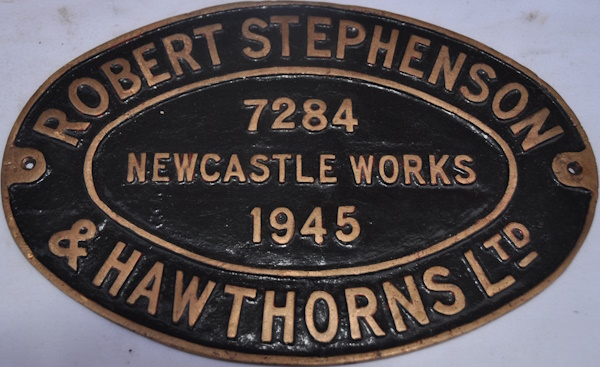 ROBERT STEPHENSON
7284
NEWCASTLE WORKS
1945
& HAWTHORNS LTD